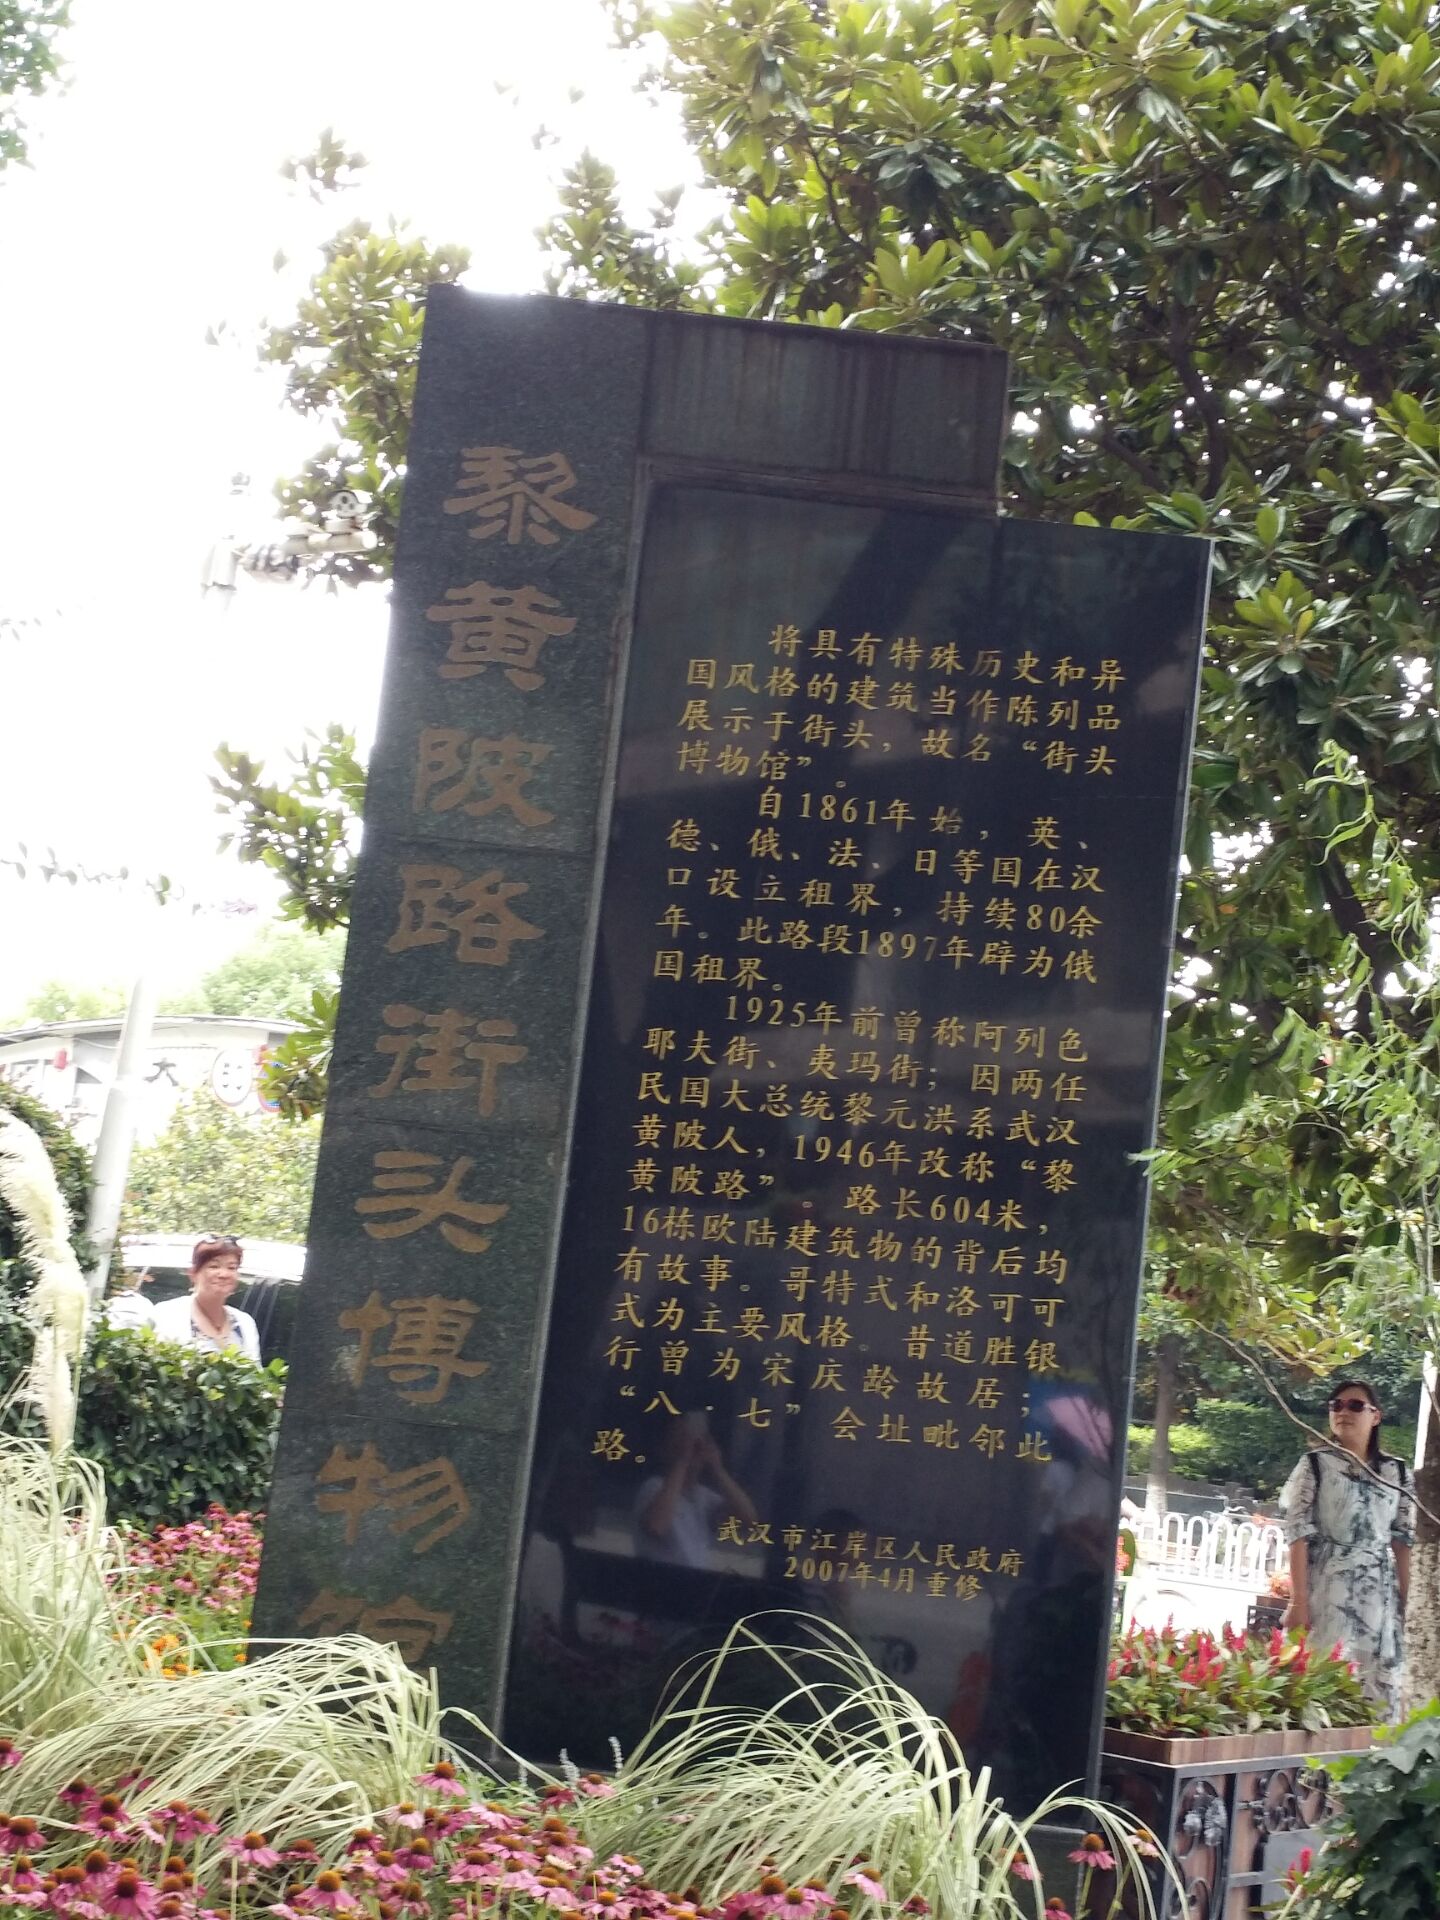 黎黄陂路街头博物馆
将具有特殊历史和异
国风格的建筑当作陈列品
展示于街头，故名“街头
博物馆”。
自1861年始，英、
德、俄、法、日等国在汉
口设立租界，持续80余
年。此路段1897年辟为俄
国租界。
1925年前曾称阿列色
耶夫街、夷玛街；因两任
民国大总统黎元洪系武汉
黄陂人，1946年改称“黎
黄陂路”。路长604米，
16栋欧陆建筑物的背后均
有故事。哥特式和洛可可
式为主要风格。昔道胜银
行曾为宋庆龄故居；
“八·七”会址毗邻此
路。
武汉市江岸区人民政府
2007年4月重修
大